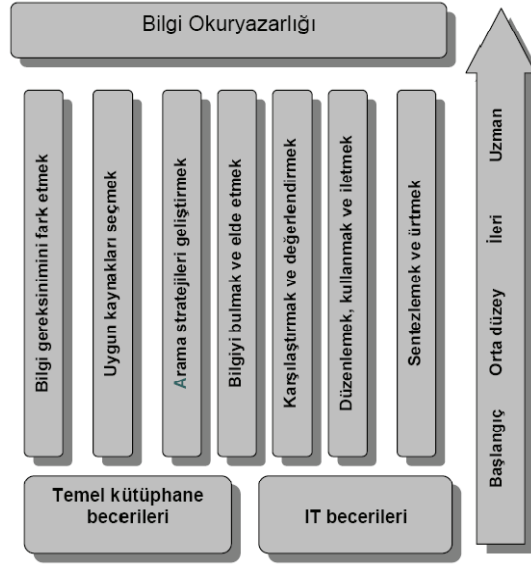 Bilgi Okuryazarlığı
Bilgi gereksinimini fark etmek
Uygun kaynakları seçmek
Arama stratejileri geliştirmek
Bilgiyi bulmak ve elde etmek
Karşılaştırmak ve değerlendirmek
Düzenlemek, kullanmak ve iletmek
Sentezlemek ve ürtmek
Başlangıç Orta düzey İleri Uzman
Temel kütüphane
becerileri
IT becerileri